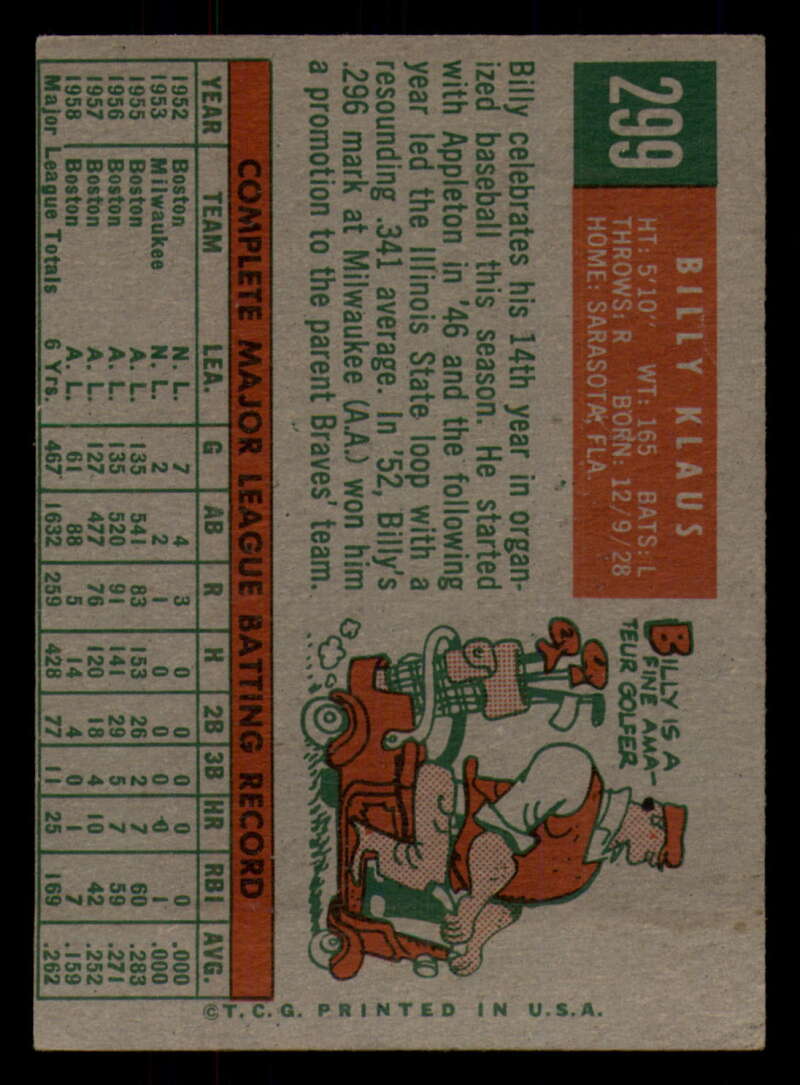 299
BILLY KLAUS
HT: 5'10" WT: 165 BATS: L
THROWS: R BORN: 12/9/28
HOME: SARASOTA, FLA.
Billy celebrates his 14th year in organ-
ized baseball this season. He started
with Appleton in '46 and the following
year led the Illinois State loop with a
resounding .341 average. In '52, Billy's
.296 mark at Milwaukee (A.A.) won him
a promotion to the parent Braves' team.
BILLY IS A
FINE AMA-
TEUR GOLFER
COMPLETE MAJOR LEAGUE BATTING RECORD
YEAR TEAM LEA. G AB R H 2B 3B HR RBI AVG.
1952 Boston N. L. 7 4 3 0 0 0 0 0 .000
1953 Milwaukee N. L. 2 2 1 0 0 0 0 1 .000
1955 Boston A. L. 135 541 83 153 26 2 7 60 .283
1956 Boston A. L. 135 520 91 141 29 5 7 59 .271
1957 Boston A. L. 127 477 76 120 18 4 10 42 .252
1958 Boston A. L. 61 88 5 14 4 0 1 7 .159
Major League Totals 6 Yrs. 467 1632 259 428 77 11 25 169 .262
©T.C.G. PRINTED IN U.S.A.